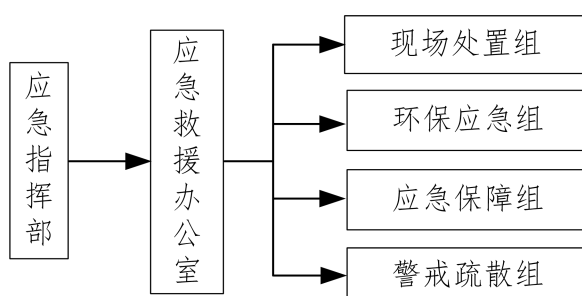 应急指挥部
应急救援办公室
现场处置组
环保应急组
应急保障组
警戒疏散组